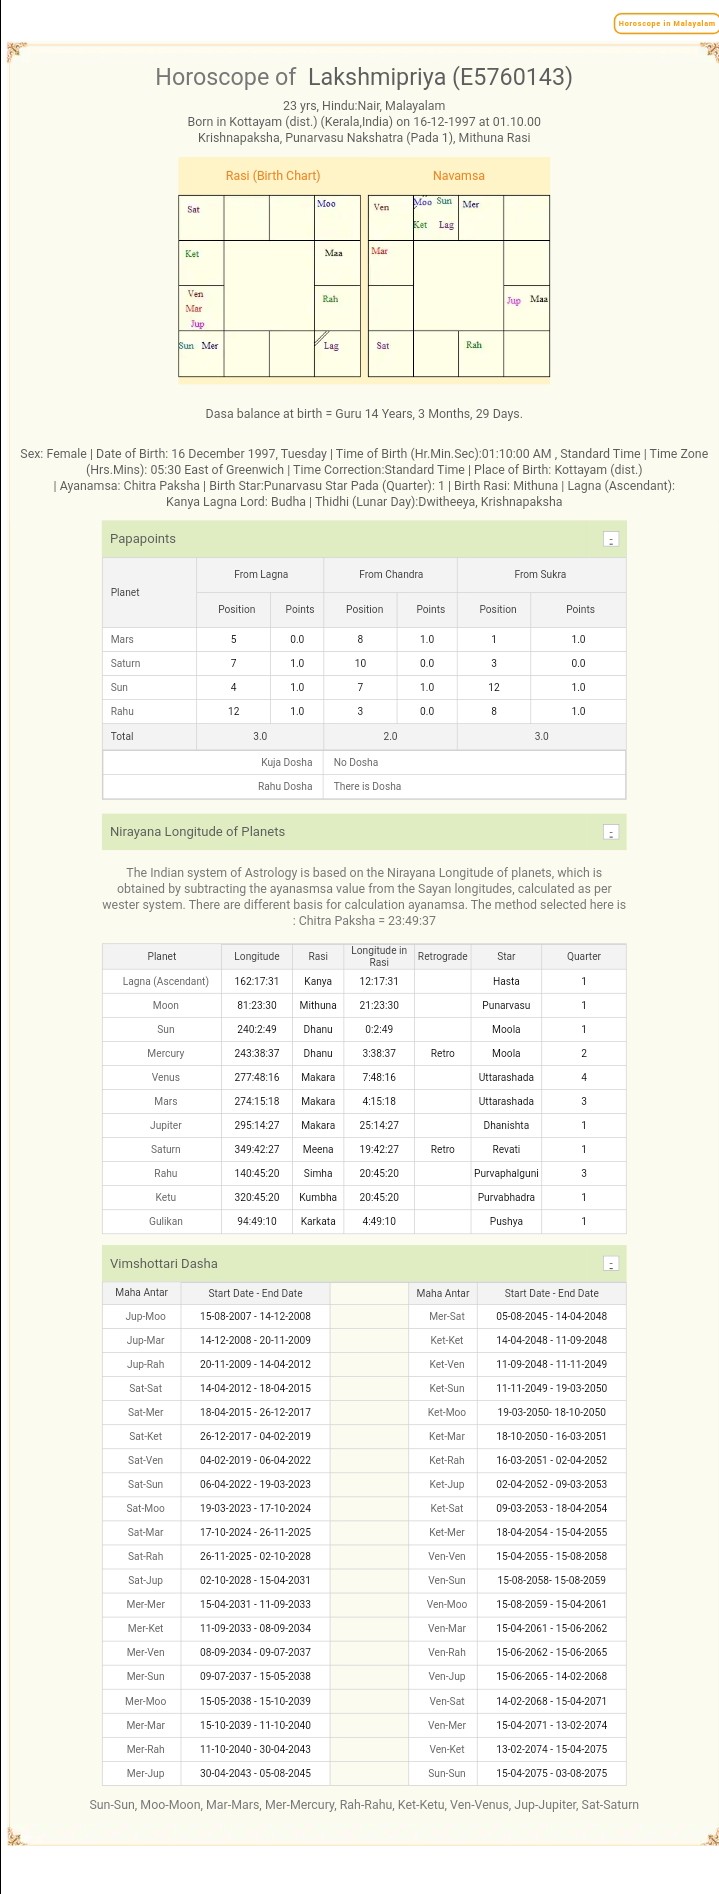 Horoscope in Malayalam
Horoscope of Lakshmipriya (E5760143)
23 yrs, Hindu:Nair, Malayalam
Born in Kottayam (dist.) (Kerala,India) on 16-12-1997 at 01.10.00
Krishnapaksha, Punarvasu Nakshatra (Pada 1), Mithuna Rasi
Rasi (Birth Chart) Navamsa
Sat Moo Ven Moo Sun Mer
Ket Lag
Ket Maa Mar
Ven Rah Jup Maa
Mar
Jup
Sun Mer Lag Sat Rah
Dasa balance at birth = Guru 14 Years, 3 Months, 29 Days.
Sex: Female | Date of Birth: 16 December 1997, Tuesday | Time of Birth (Hr.Min.Sec):01:10:00 AM , Standard Time | Time Zone
(Hrs.Mins): 05:30 East of Greenwich | Time Correction:Standard Time | Place of Birth: Kottayam (dist.)
| Ayanamsa: Chitra Paksha | Birth Star:Punarvasu Star Pada (Quarter): 1 | Birth Rasi: Mithuna | Lagna (Ascendant):
Kanya Lagna Lord: Budha | Thidhi (Lunar Day):Dwitheeya, Krishnapaksha
Papapoints -
Planet From Lagna From Chandra From Sukra
Position Points Position Points Position Points
Mars 5 0.0 8 1.0 1 1.0
Saturn 7 1.0 10 0.0 3 0.0
Sun 4 1.0 7 1.0 12 1.0
Rahu 12 1.0 3 0.0 8 1.0
Total 3.0 2.0 3.0
Kuja Dosha No Dosha
Rahu Dosha There is Dosha
Nirayana Longitude of Planets -
The Indian system of Astrology is based on the Nirayana Longitude of planets, which is
obtained by subtracting the ayanasmsa value from the Sayan longitudes, calculated as per
wester system. There are different basis for calculation ayanamsa. The method selected here is
: Chitra Paksha = 23:49:37
Planet Longitude Rasi Longitude in Rasi Retrograde Star Quarter
Lagna (Ascendant) 162:17:31 Kanya 12:17:31 Hasta 1
Moon 81:23:30 Mithuna 21:23:30 Punarvasu 1
Sun 240:2:49 Dhanu 0:2:49 Moola 1
Mercury 243:38:37 Dhanu 3:38:37 Retro Moola 2
Venus 277:48:16 Makara 7:48:16 Uttarashada 4
Mars 274:15:18 Makara 4:15:18 Uttarashada 3
Jupiter 295:14:27 Makara 25:14:27 Dhanishta 1
Saturn 349:42:27 Meena 19:42:27 Retro Revati 1
Rahu 140:45:20 Simha 20:45:20 Purvaphalguni 3
Ketu 320:45:20 Kumbha 20:45:20 Purvabhadra 1
Gulikan 94:49:10 Karkata 4:49:10 Pushya 1
Vimshottari Dasha -
Maha Antar Start Date - End Date Maha Antar Start Date - End Date
Jup-Moo 15-08-2007 - 14-12-2008 Mer-Sat 05-08-2045 - 14-04-2048
Jup-Mar 14-12-2008 - 20-11-2009 Ket-Ket 14-04-2048 - 11-09-2048
Jup-Rah 20-11-2009 - 14-04-2012 Ket-Ven 11-09-2048 - 11-11-2049
Sat-Sat 14-04-2012 - 18-04-2015 Ket-Sun 11-11-2049 - 19-03-2050
Sat-Mer 18-04-2015 - 26-12-2017 Ket-Moo 19-03-2050- 18-10-2050
Sat-Ket 26-12-2017 - 04-02-2019 Ket-Mar 18-10-2050 - 16-03-2051
Sat-Ven 04-02-2019 - 06-04-2022 Ket-Rah 16-03-2051 - 02-04-2052
Sat-Sun 06-04-2022 - 19-03-2023 Ket-Jup 02-04-2052 - 09-03-2053
Sat-Moo 19-03-2023 - 17-10-2024 Ket-Sat 09-03-2053 - 18-04-2054
Sat-Mar 17-10-2024 - 26-11-2025 Ket-Mer 18-04-2054 - 15-04-2055
Sat-Rah 26-11-2025 - 02-10-2028 Ven-Ven 15-04-2055 - 15-08-2058
Sat-Jup 02-10-2028 - 15-04-2031 Ven-Sun 15-08-2058- 15-08-2059
Mer-Mer 15-04-2031 - 11-09-2033 Ven-Moo 15-08-2059 - 15-04-2061
Mer-Ket 11-09-2033 - 08-09-2034 Ven-Mar 15-04-2061 - 15-06-2062
Mer-Ven 08-09-2034 - 09-07-2037 Ven-Rah 15-06-2062 - 15-06-2065
Mer-Sun 09-07-2037 - 15-05-2038 Ven-Jup 15-06-2065 - 14-02-2068
Mer-Moo 15-05-2038 - 15-10-2039 Ven-Sat 14-02-2068 - 15-04-2071
Mer-Mar 15-10-2039 - 11-10-2040 Ven-Mer 15-04-2071 - 13-02-2074
Mer-Rah 11-10-2040 - 30-04-2043 Ven-Ket 13-02-2074 - 15-04-2075
Mer-Jup 30-04-2043 - 05-08-2045 Sun-Sun 15-04-2075 - 03-08-2075
Sun-Sun, Moo-Moon, Mar-Mars, Mer-Mercury, Rah-Rahu, Ket-Ketu, Ven-Venus, Jup-Jupiter, Sat-Saturn